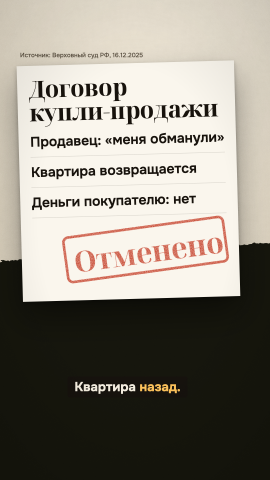 Источник: Верховный суд РФ, 16.12.2025
Договор
купли-продажи
Продавец: «меня обманули»
Квартира возвращается
Деньги покупателю: нет
Отменено
Квартира назад.